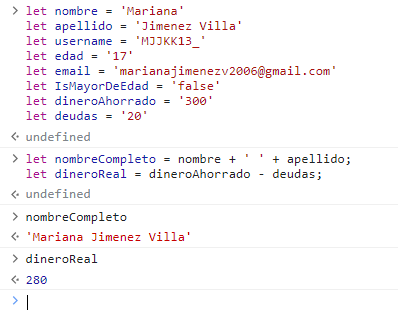 let nombre = 'Mariana'
let apellido = 'Jimenez Villa'
let username = 'MJJKK13_'
let edad = '17'
let email = 'marianajimenezv2006@gmail.com'
let IsMayorDeEdad = 'false'
let dineroAhorrado = '300'
let deudas = '20'
undefined
let nombreCompleto = nombre + ' ' + apellido;
let dineroReal = dineroAhorrado - deudas;
undefined
nombreCompleto
'Mariana Jimenez Villa'
dineroReal
280